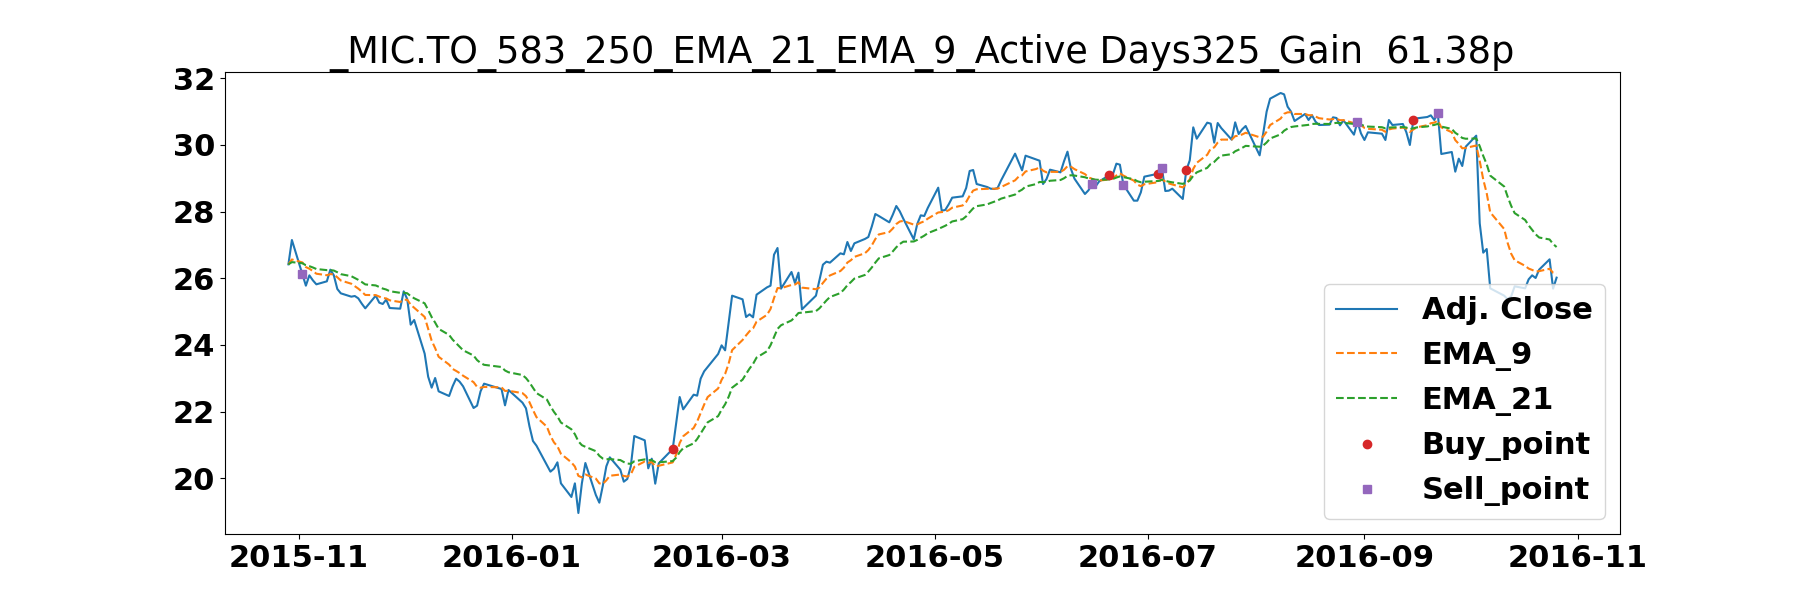 _MIC.TO_583_250_EMA_21_EMA_9_Active Days325_Gain  61.38p
32
30
28
26
24
22
20
Adj. Close
EMA_9
EMA_21
Buy_point
Sell_point
2015-11 2016-01 2016-03 2016-05 2016-07 2016-09 2016-11